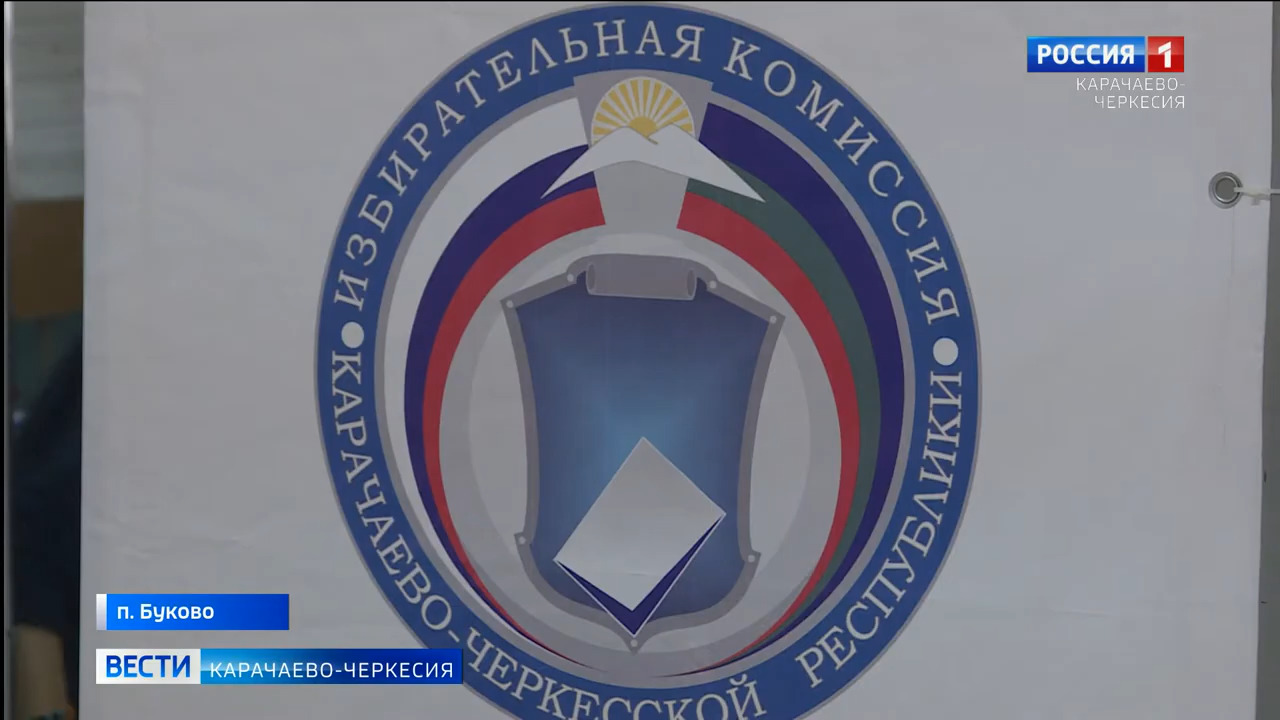 РОССИЯ 1
КАРАЧАЕВО-
ЧЕРКЕСИЯ
ИЗБИРАТЕЛЬНАЯ КОМИССИЯ
КАРАЧАЕВО-ЧЕРКЕССКОЙ РЕСПУБЛИКИ
п. Буково
ВЕСТИ КАРАЧАЕВО-ЧЕРКЕСИЯ